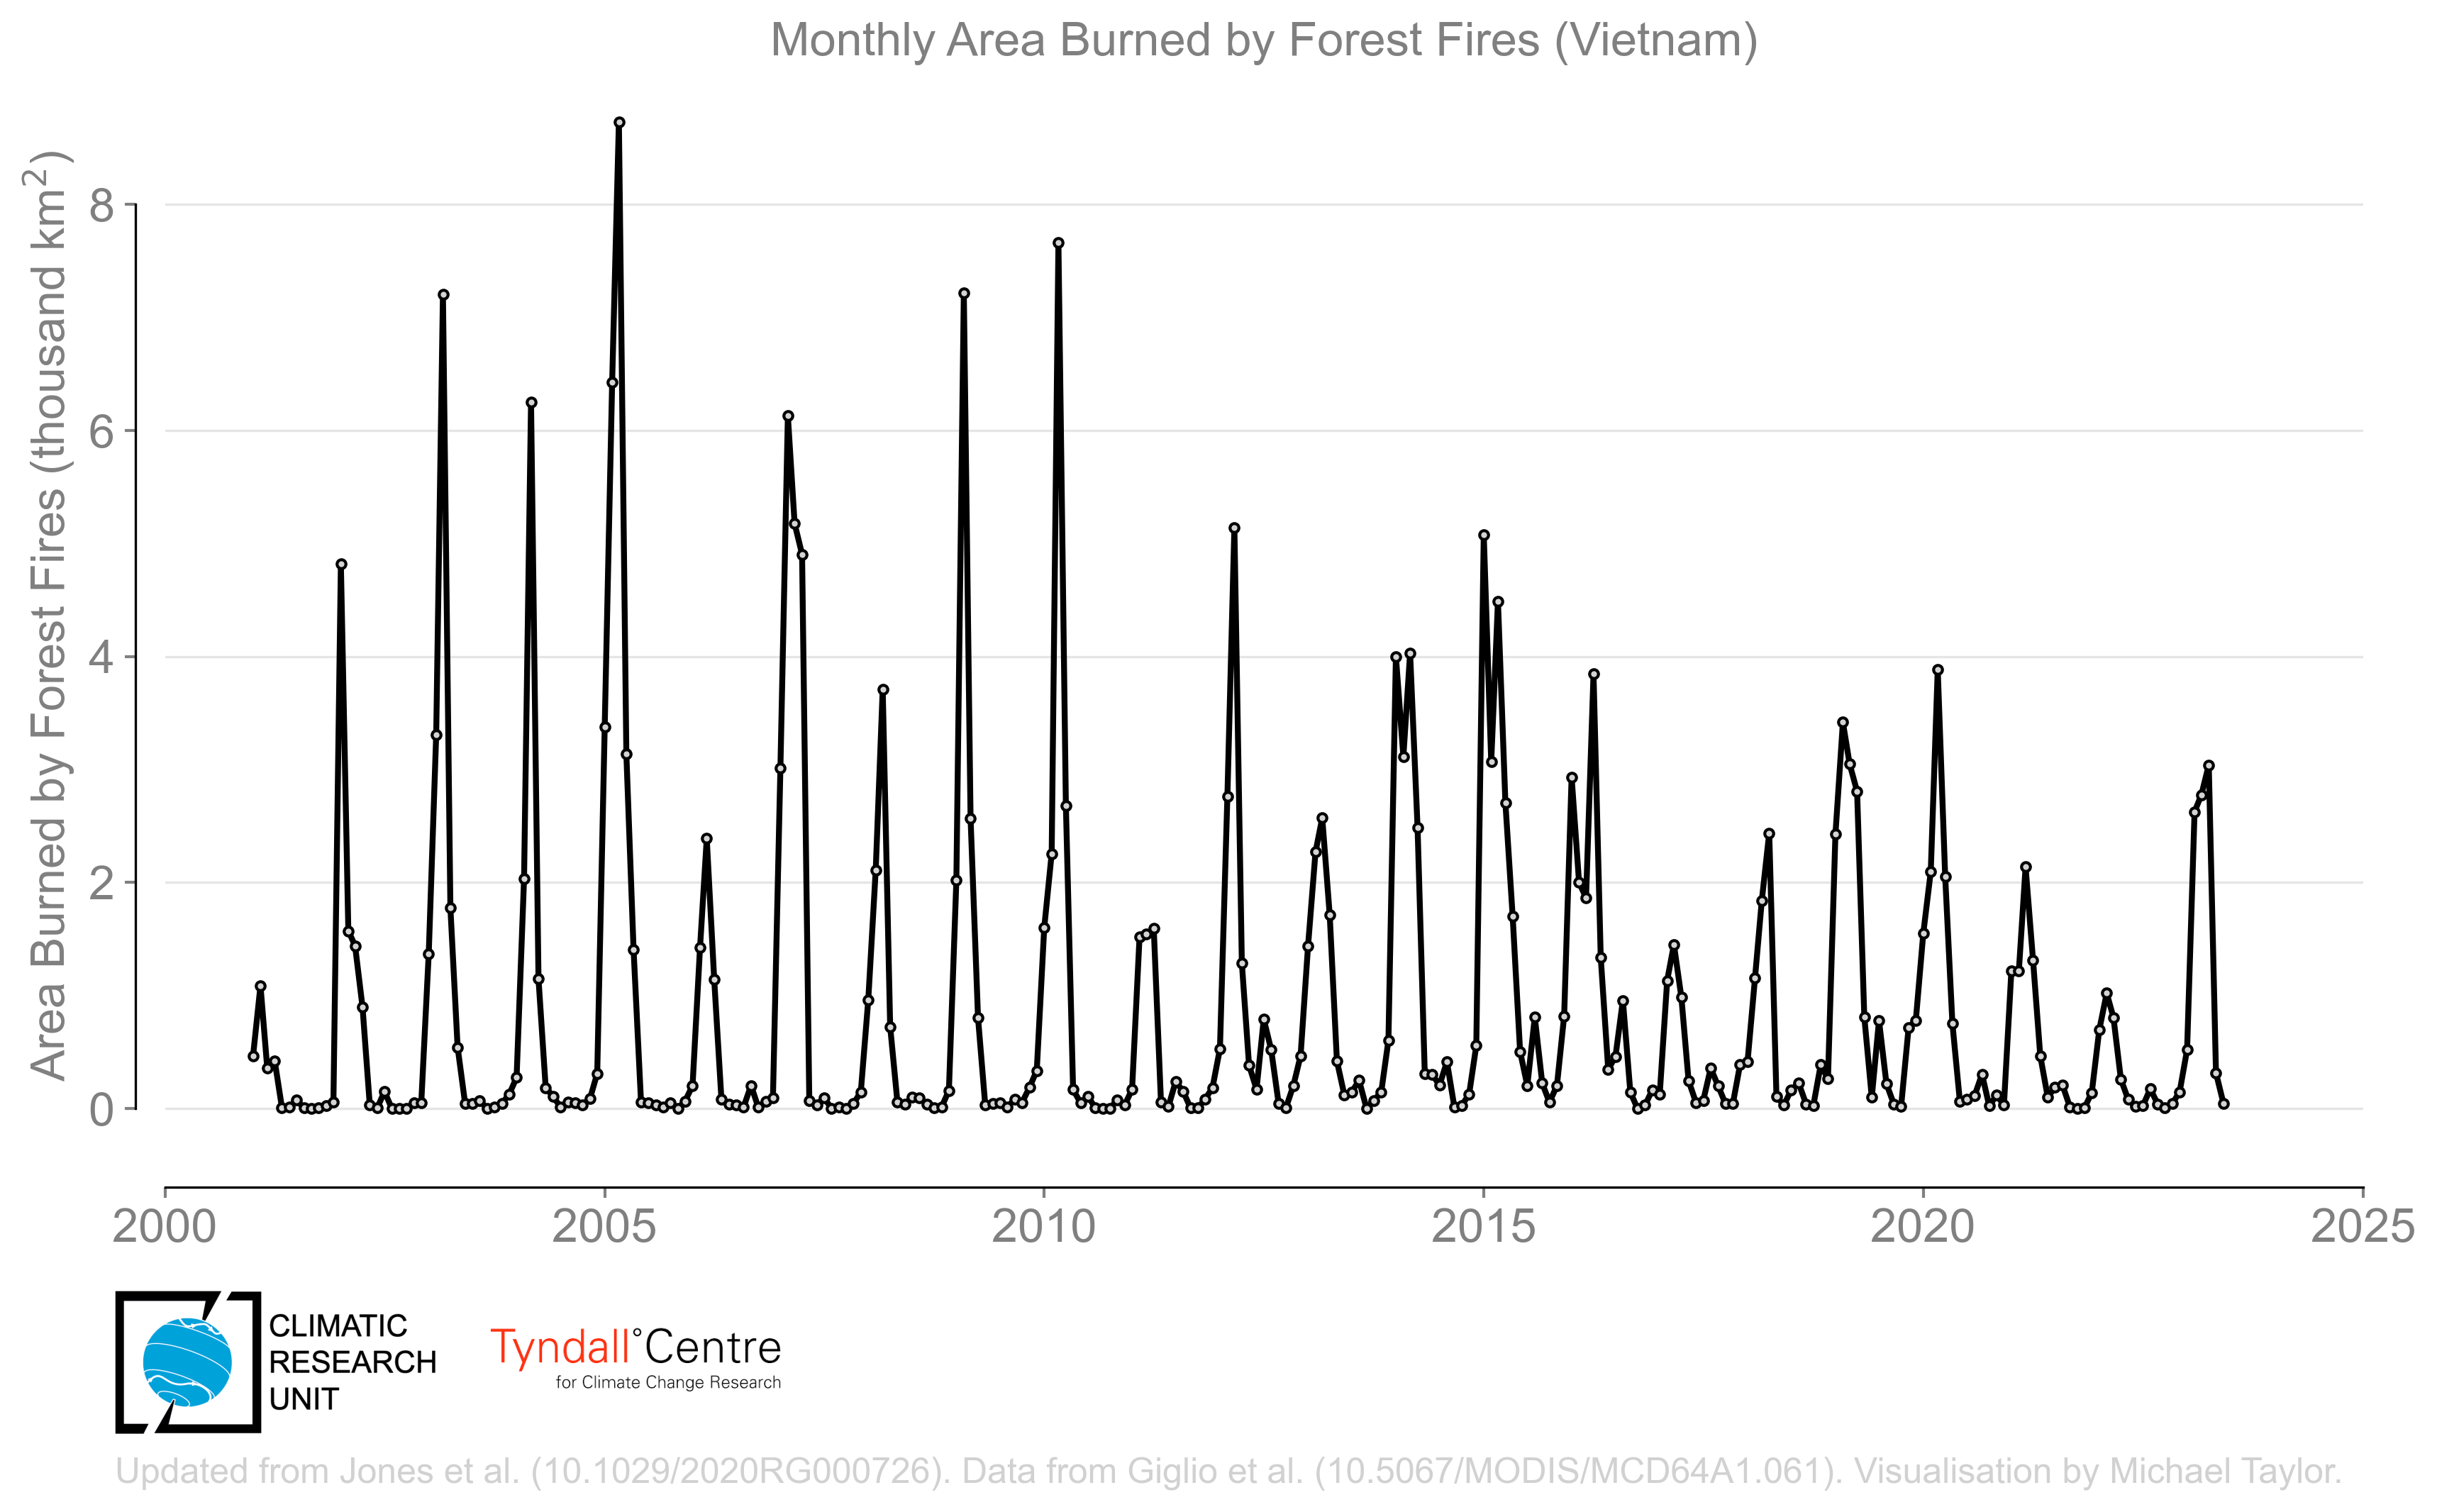 Monthly Area Burned by Forest Fires (Vietnam)
Area Burned by Forest Fires (thousand km²)
8
6
4
2
0
2000 2005 2010 2015 2020 2025
CLIMATIC
RESEARCH
UNIT
Tyndall°Centre
for Climate Change Research
Updated from Jones et al. (10.1029/2020RG000726). Data from Giglio et al. (10.5067/MODIS/MCD64A1.061). Visualisation by Michael Taylor.